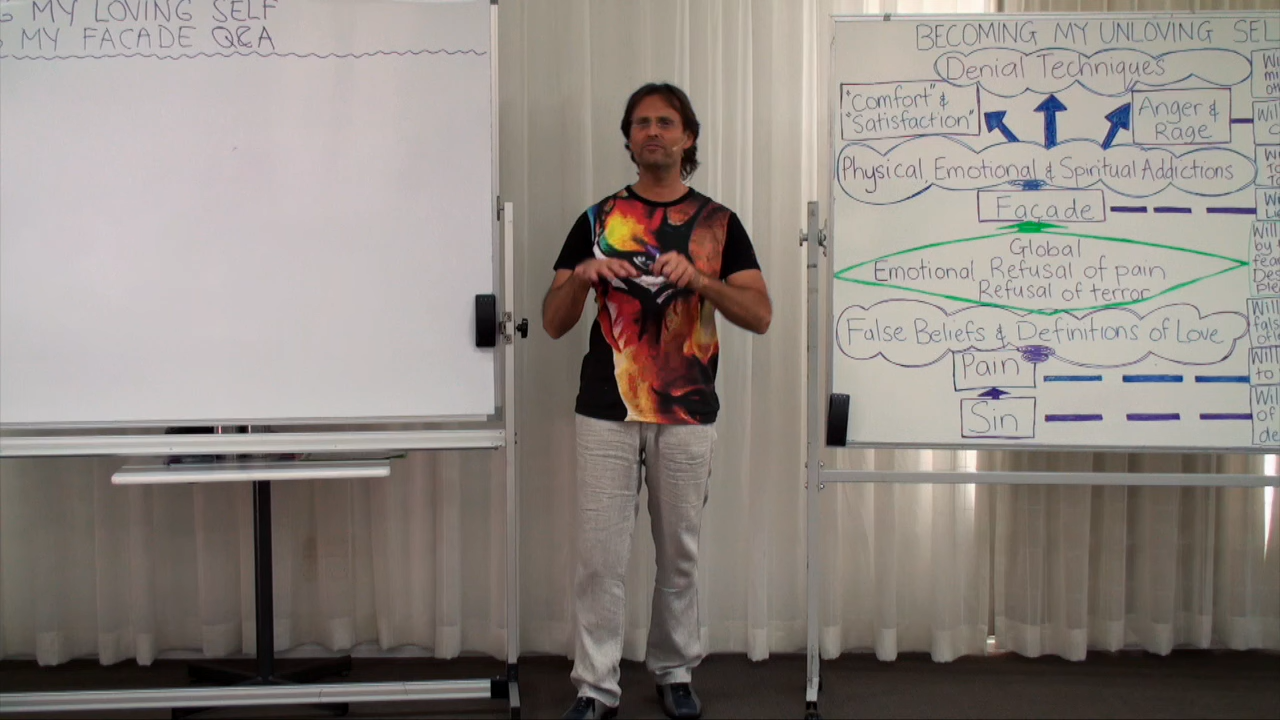 MY LOVING SELF
MY FACADE Q&A
BECOMING MY UNLOVING SEL
Denial Techniques
"Comfort" &
"Satisfaction"
Anger &
Rage
Physical, Emotional & Spiritual Addictions
Façade
Global
Emotional Refusal of pain
Refusal of terror
False Beliefs & Definitions of Love
Pain
Sin